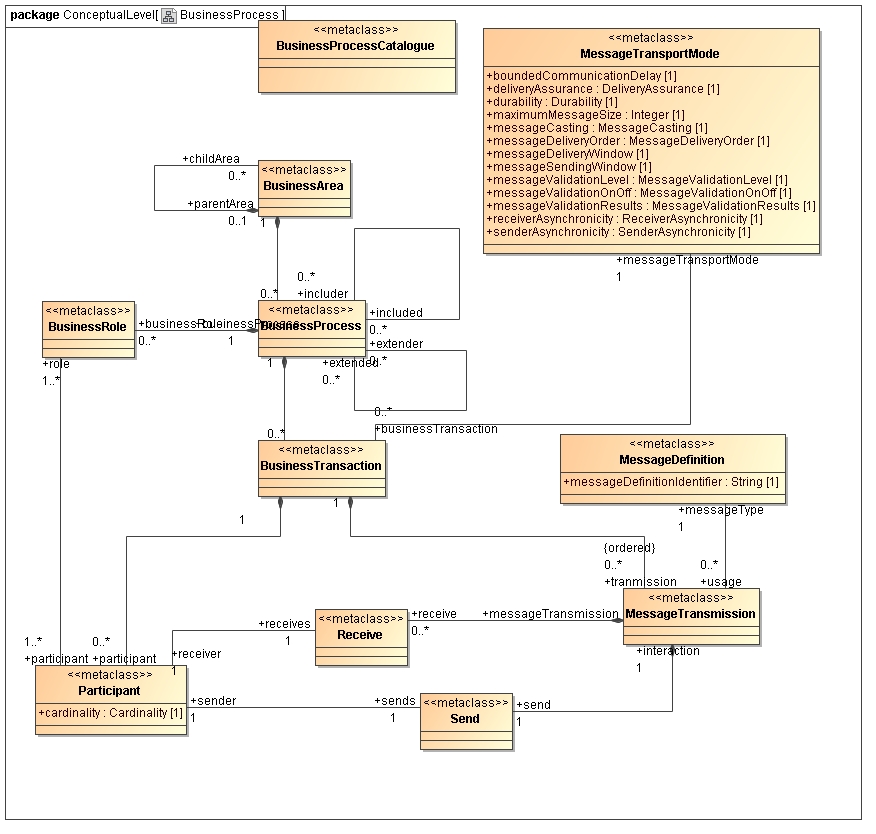 package ConceptualLevel[ BusinessProcess ]
<<metaclass>>
BusinessProcessCatalogue
<<metaclass>>
MessageTransportMode
+boundedCommunicationDelay [1]
+deliveryAssurance : DeliveryAssurance [1]
+durability : Durability [1]
+maximumMessageSize : Integer [1]
+messageCasting : MessageCasting [1]
+messageDeliveryOrder : MessageDeliveryOrder [1]
+messageDeliveryWindow [1]
+messageSendingWindow [1]
+messageValidationLevel : MessageValidationLevel [1]
+messageValidationOnOff : MessageValidationOnOff [1]
+messageValidationResults : MessageValidationResults [1]
+receiverAsynchronicity : ReceiverAsynchronicity [1]
+senderAsynchronicity : SenderAsynchronicity [1]
+messageTransportMode
1
+childArea
0..*
<<metaclass>>
BusinessArea
+parentArea
0..1
1
0..*
0..*
+includer
<<metaclass>>
BusinessProcess
+included
0..*
<<metaclass>>
BusinessRole
0..*
1
+role
1..*
1
+extender
0..*
+extended
0..*
0..*
+businessTransaction
0..*
<<metaclass>>
BusinessTransaction
<<metaclass>>
MessageDefinition
+messageDefinitionIdentifier : String [1]
+messageType
1
1
1
{ordered}
0..*
+tranmission
0..*
+usage
<<metaclass>>
MessageTransmission
+messageTransmission
+receive
0..*
<<metaclass>>
Receive
+receives
1
+receiver
1
1..*
+participant
0..*
+participant
<<metaclass>>
Participant
+cardinality : Cardinality [1]
+sender
1
+sends
1
<<metaclass>>
Send
+send
1
+interaction
1